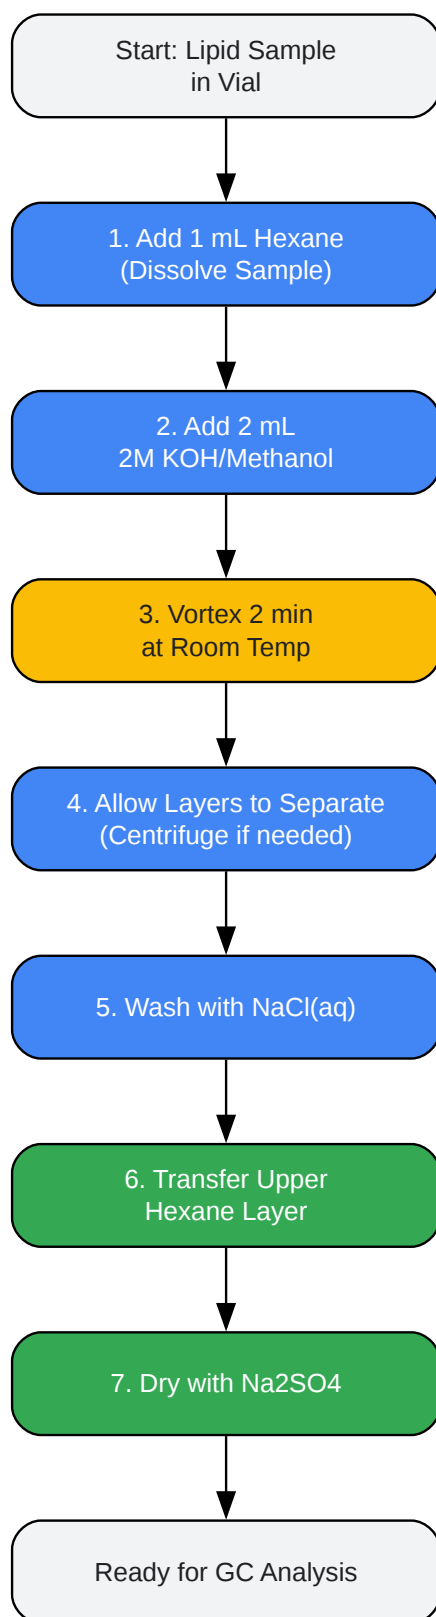 Start: Lipid Sample
in Vial
1. Add 1 mL Hexane
(Dissolve Sample)
2. Add 2 mL
2M KOH/Methanol
3. Vortex 2 min
at Room Temp
4. Allow Layers to Separate
(Centrifuge if needed)
5. Wash with NaCl(aq)
6. Transfer Upper
Hexane Layer
7. Dry with Na2SO4
Ready for GC Analysis